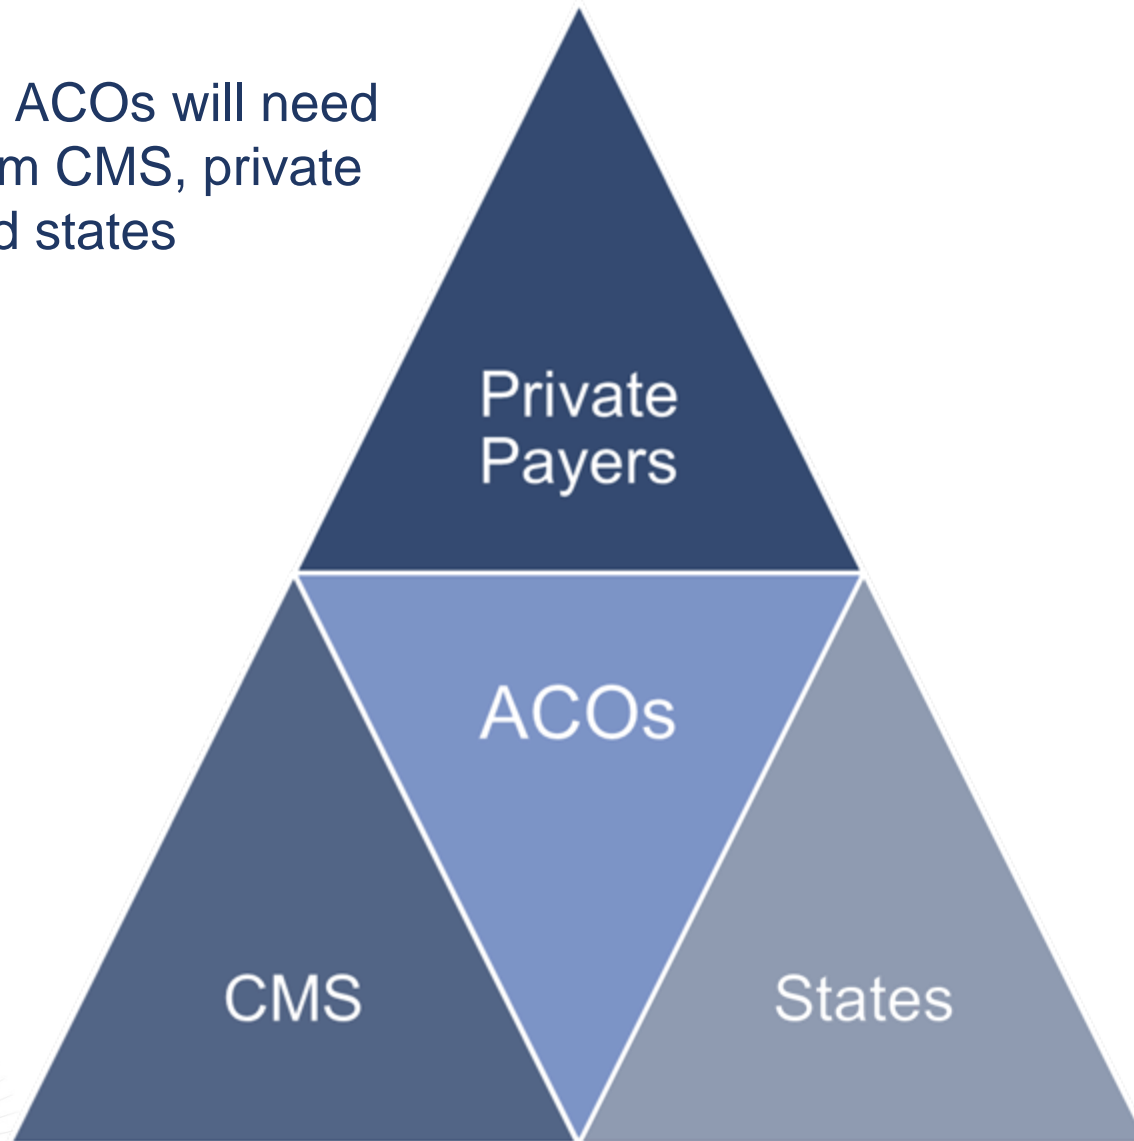 ACOs will need
m CMS, private
d states
Private
Payers
ACOs
CMS
States